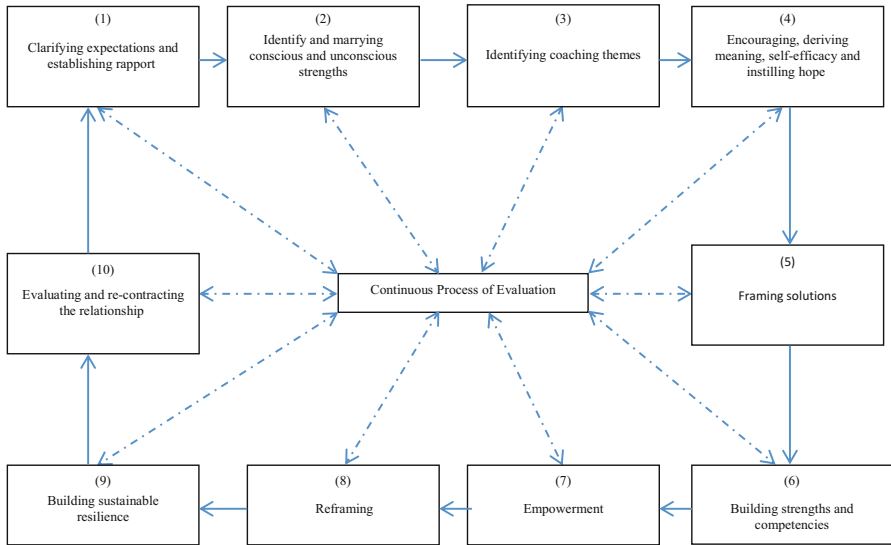 (1)
Clarifying expectations and
establishing rapport
(2)
Identify and marrying
conscious and unconscious
strengths
(3)
Identifying coaching themes
(4)
Encouraging, deriving
meaning, self-efficacy and
instilling hope
(10)
Evaluating and re-contracting
the relationship
Continuous Process of Evaluation
(5)
Framing solutions
(9)
Building sustainable
resilience
(8)
Reframing
(7)
Empowerment
(6)
Building strengths and
competencies